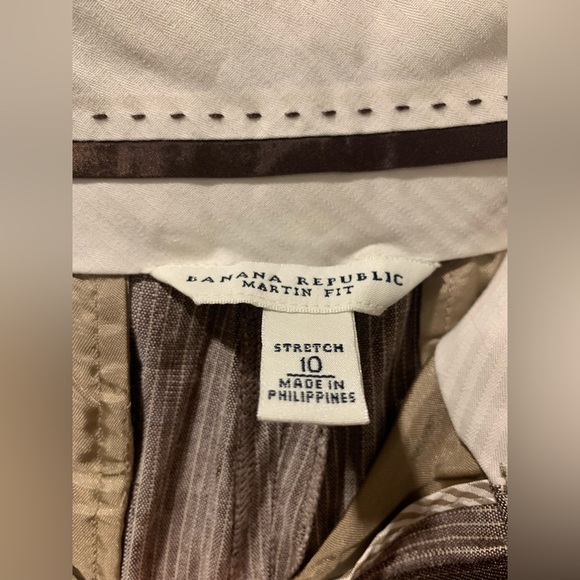 BANANA REPUBLIC
MARTIN FIT
STRETCH
10
MADE IN
PHILIPPINES